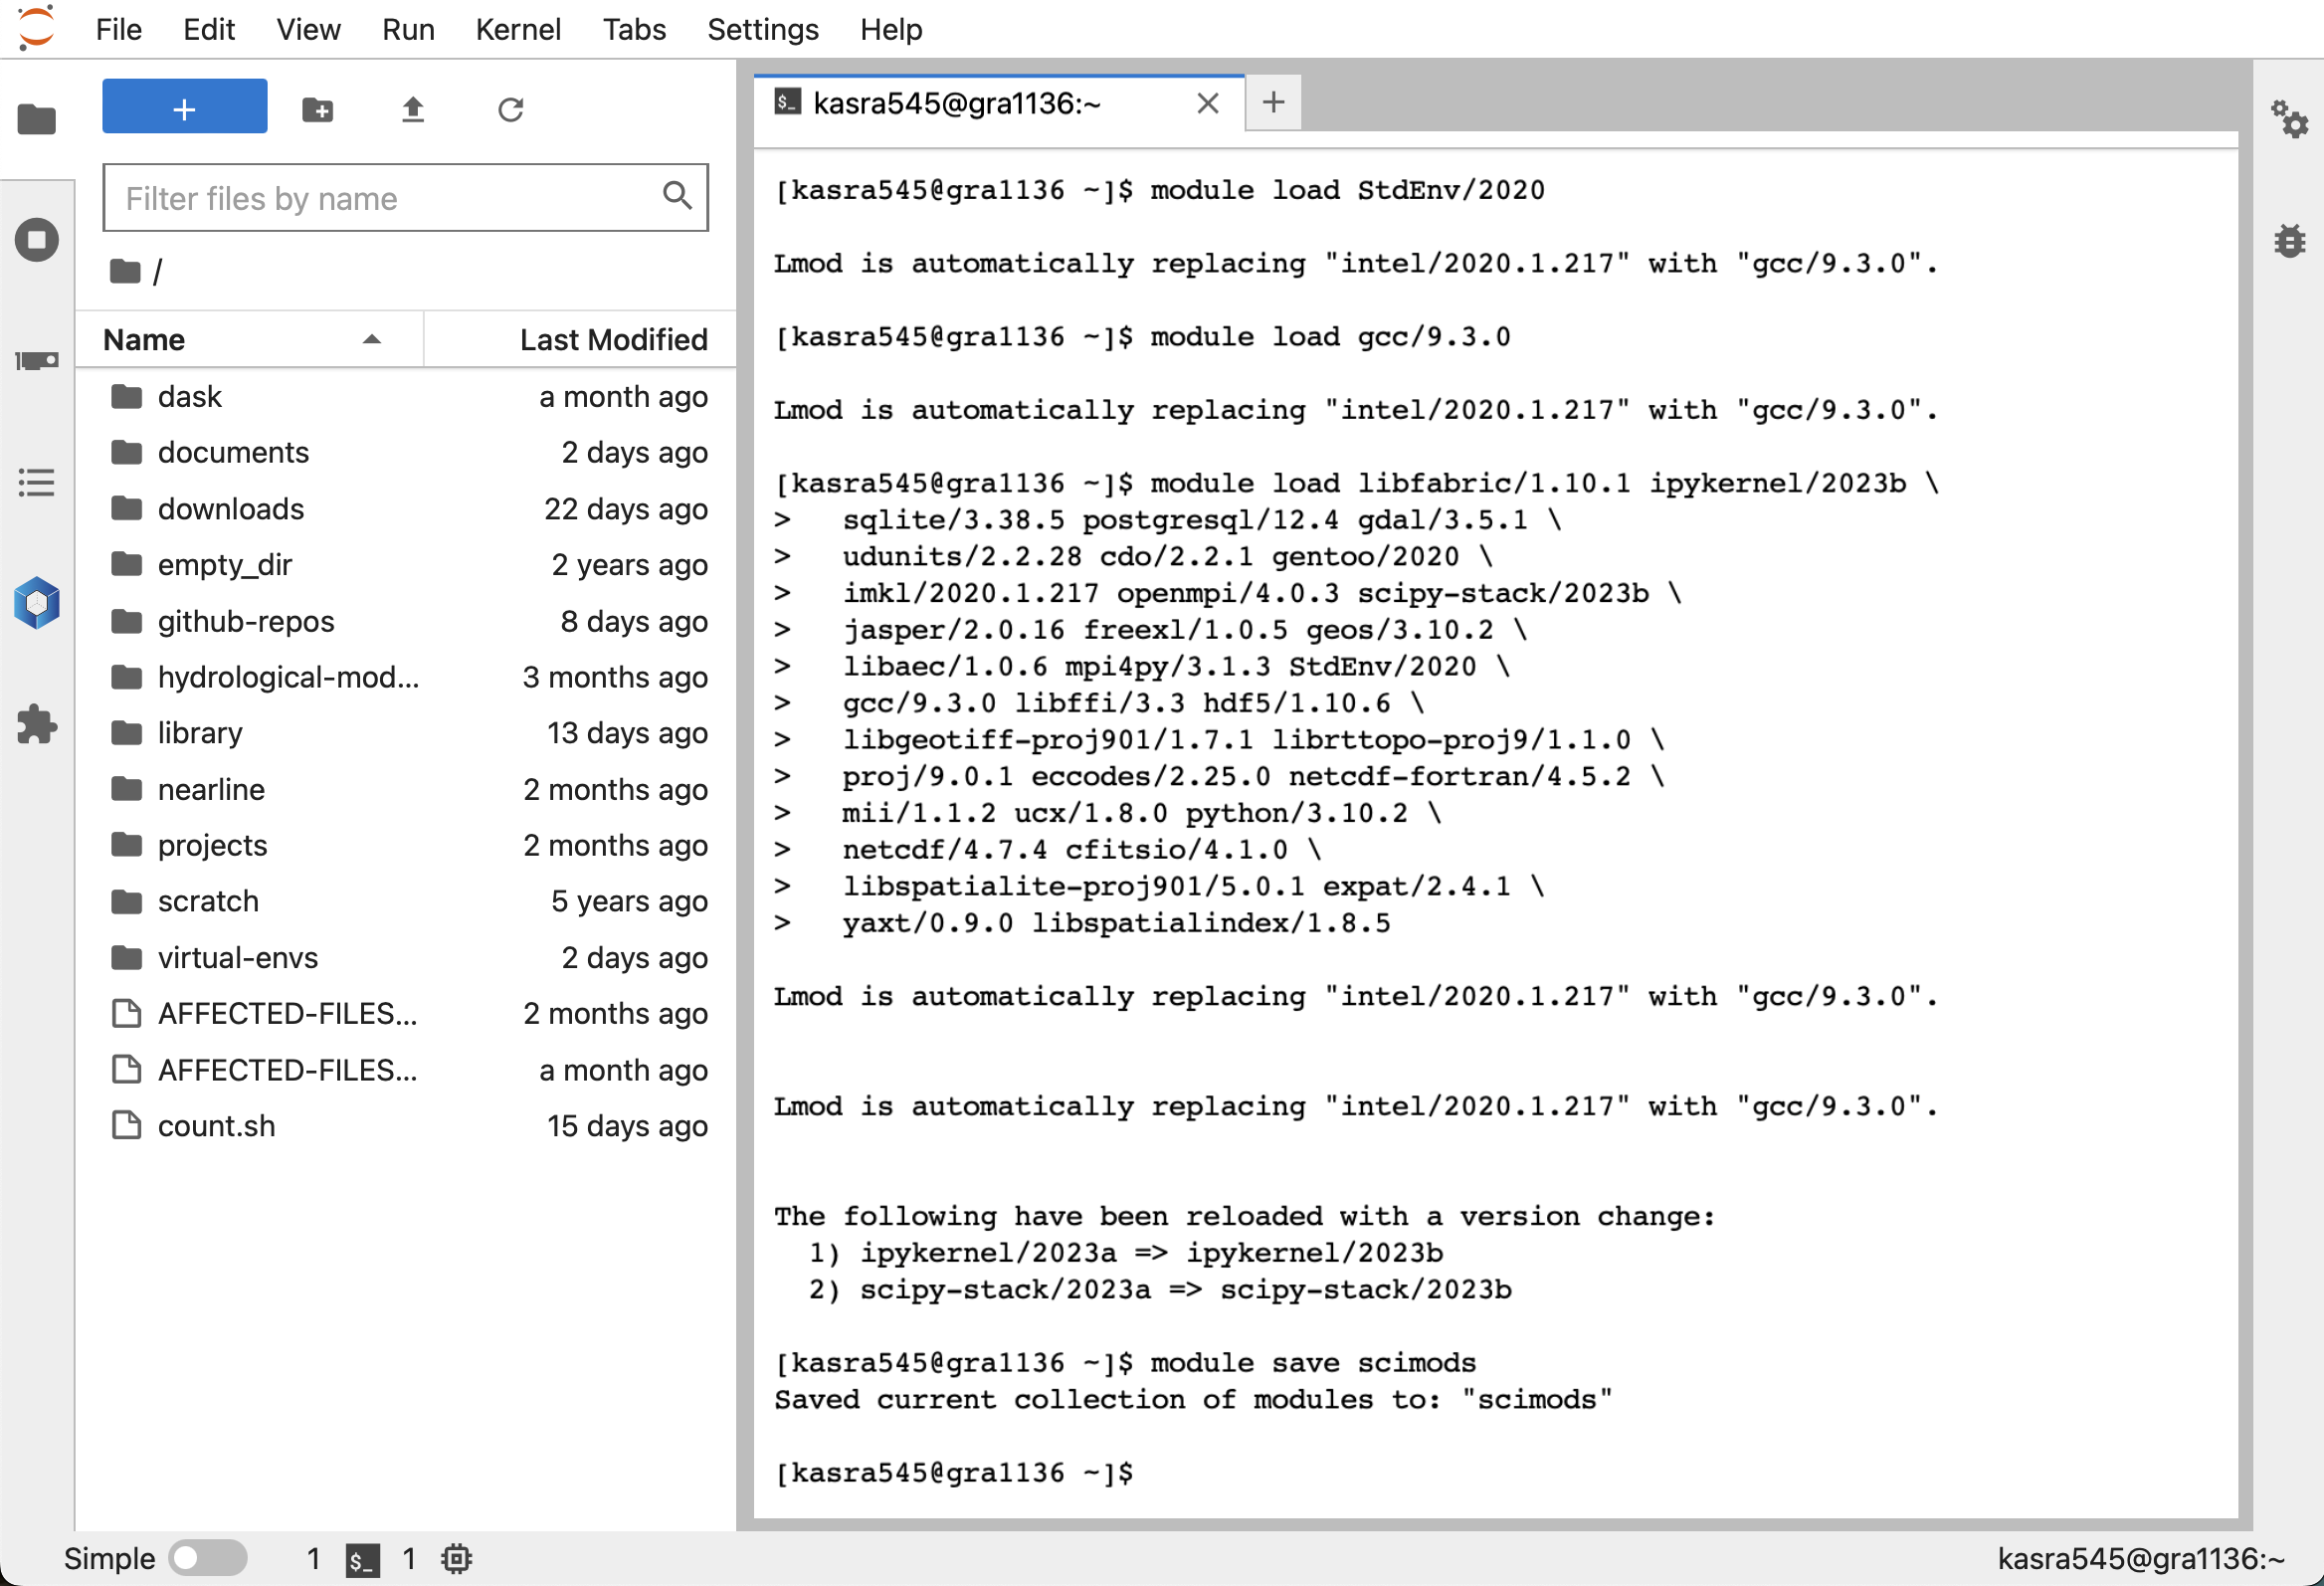 File Edit View Run Kernel Tabs Settings Help
+
Filter files by name
/
Name Last Modified
dask a month ago
documents 2 days ago
downloads 22 days ago
empty_dir 2 years ago
github-repos 8 days ago
hydrological-mod... 3 months ago
library 13 days ago
nearline 2 months ago
projects 2 months ago
scratch 5 years ago
virtual-envs 2 days ago
AFFECTED-FILES... 2 months ago
AFFECTED-FILES... a month ago
count.sh 15 days ago
$_ kasra545@gra1136:~ × +
[kasra545@gra1136 ~]$ module load StdEnv/2020
Lmod is automatically replacing "intel/2020.1.217" with "gcc/9.3.0".
[kasra545@gra1136 ~]$ module load gcc/9.3.0
Lmod is automatically replacing "intel/2020.1.217" with "gcc/9.3.0".
[kasra545@gra1136 ~]$ module load libfabric/1.10.1 ipykernel/2023b \
>   sqlite/3.38.5 postgresql/12.4 gdal/3.5.1 \
>   udunits/2.2.28 cdo/2.2.1 gentoo/2020 \
>   imkl/2020.1.217 openmpi/4.0.3 scipy-stack/2023b \
>   jasper/2.0.16 freexl/1.0.5 geos/3.10.2 \
>   libaec/1.0.6 mpi4py/3.1.3 StdEnv/2020 \
>   gcc/9.3.0 libffi/3.3 hdf5/1.10.6 \
>   libgeotiff-proj901/1.7.1 librttopo-proj9/1.1.0 \
>   proj/9.0.1 eccodes/2.25.0 netcdf-fortran/4.5.2 \
>   mii/1.1.2 ucx/1.8.0 python/3.10.2 \
>   netcdf/4.7.4 cfitsio/4.1.0 \
>   libspatialite-proj901/5.0.1 expat/2.4.1 \
>   yaxt/0.9.0 libspatialindex/1.8.5
Lmod is automatically replacing "intel/2020.1.217" with "gcc/9.3.0".
Lmod is automatically replacing "intel/2020.1.217" with "gcc/9.3.0".
The following have been reloaded with a version change:
  1) ipykernel/2023a => ipykernel/2023b
  2) scipy-stack/2023a => scipy-stack/2023b
[kasra545@gra1136 ~]$ module save scimods
Saved current collection of modules to: "scimods"
[kasra545@gra1136 ~]$
Simple 1 $_ 1 kasra545@gra1136:~